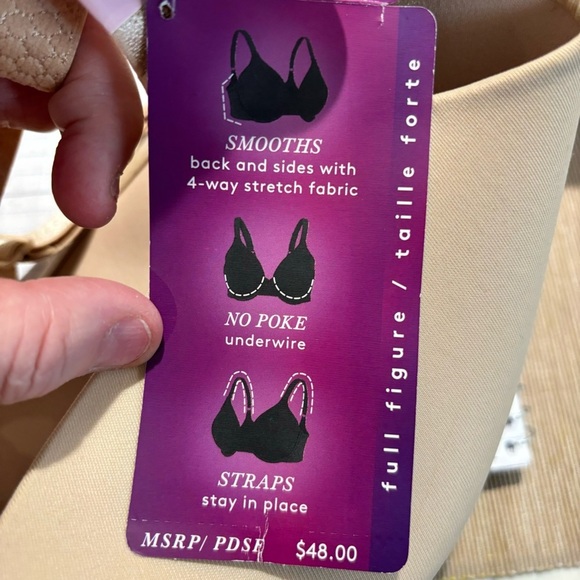 SMOOTHS
back and sides with
4-way stretch fabric
NO POKE
underwire
STRAPS
stay in place
MSRP/ PDSF $48.00
full figure / taille forte